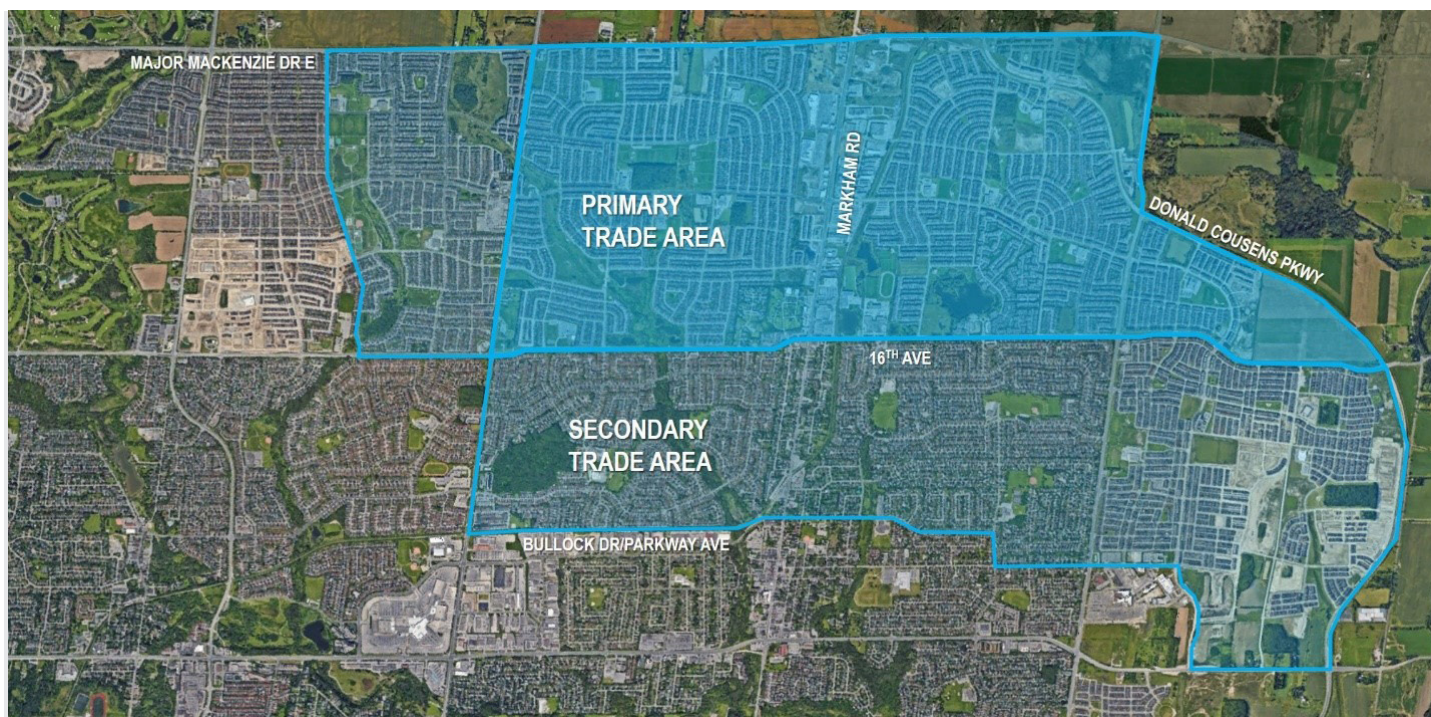 MAJOR MACKENZIE DR E
PRIMARY
TRADE AREA
MARKHAM RD
DONALD COUSENS PKWY
16TH AVE
SECONDARY
TRADE AREA
BULLOCK DR/PARKWAY AVE